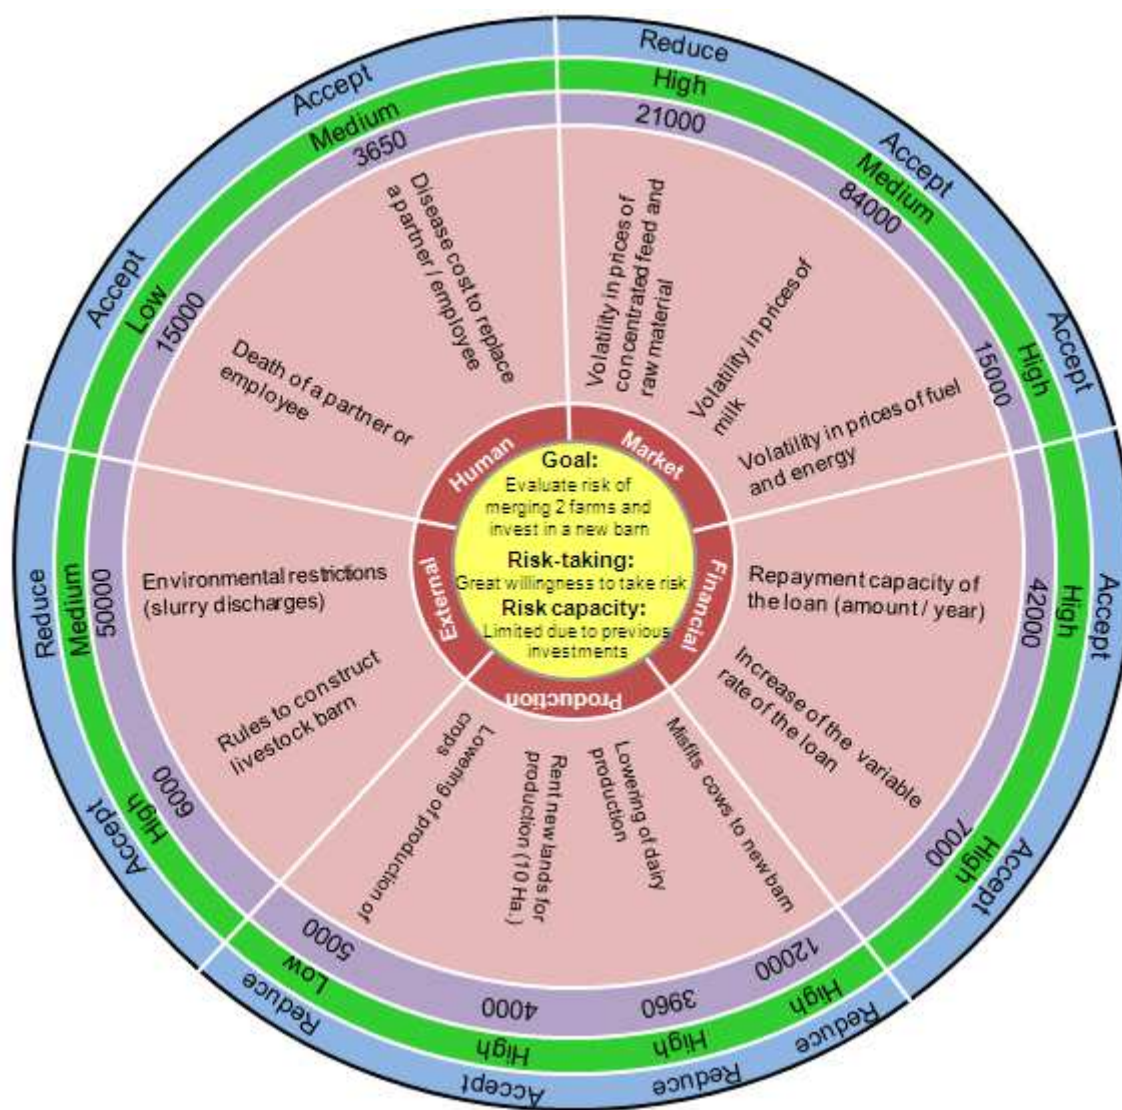 Goal:
Evaluate risk of
merging 2 farms and
invest in a new barn
Risk-taking:
Great willingness to take risk
Risk capacity:
Limited due to previous
investments
Market
Reduce
High
21000
Volatility in prices of
concentrated feed and
raw material
Accept
Medium
84000
Volatility in prices of
milk
Accept
High
15000
Volatility in prices of fuel
and energy
Financial
Accept
High
42000
Repayment capacity of
the loan (amount / year)
Accept
High
7000
Increase of the variable
rate of the loan
Production
Reduce
High
12000
Misfits cows to new barn
Reduce
High
3960
Lowering of dairy
production
Accept
High
4000
Rent new lands for
production (10 Ha.)
Reduce
Low
5000
Lowering of production of
crops
External
Accept
High
6000
Rules to construct
livestock barn
Reduce
Medium
50000
Environmental restrictions
(slurry discharges)
Human
Accept
Low
15000
Death of a partner or
employee
Accept
Medium
3650
Disease cost to replace
a partner / employee